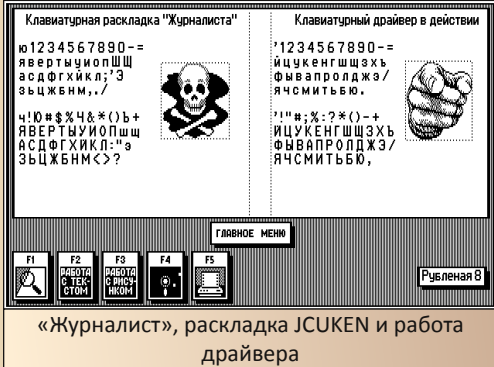 Клавиатурная раскладка "Журналиста"
ю1234567890-=
явертыуиопШЩ
асдфгхйкл;'Э
зьцжбнм,./
ч!Ю#$%Ч&*()Ь+
ЯВЕРТЫУИОПшщ
АСДФГХЙКЛ:"э
ЗЬЦЖБНМ<>?
Клавиатурный драйвер в действии
'1234567890-=
йцукенгшщзхъ
фывапролджэ/
ячсмитьбю.
'!"#;%:?*()-+
ЙЦУКЕНГШЩЗХЪ
ФЫВАПРОЛДЖЭ/
ЯЧСМИТЬБЮ,
ГЛАВНОЕ МЕНЮ
F1
F2
РАБОТА
С ТЕК-
СТОМ
F3
РАБОТА
С РИСУ-
НКОМ
F4
F5
Рубленая 8
«Журналист», раскладка JCUKEN и работа
драйвера